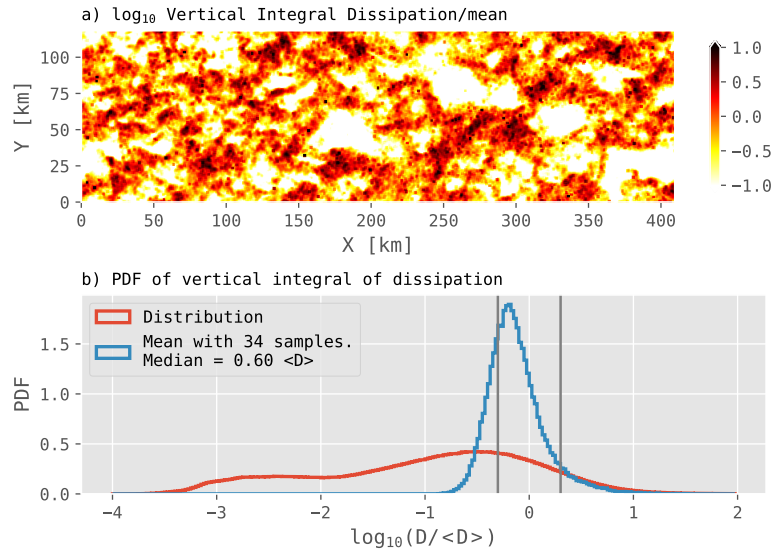 a) log₁₀ Vertical Integral Dissipation/mean
Y [km]
100
75
50
25
0
0 50 100 150 200 250 300 350 400
X [km]
1.0
0.5
0.0
−0.5
−1.0
b) PDF of vertical integral of dissipation
Distribution
Mean with 34 samples.
Median = 0.60 <D>
PDF
1.5
1.0
0.5
0.0
−4 −3 −2 −1 0 1 2
log₁₀(D/<D>)